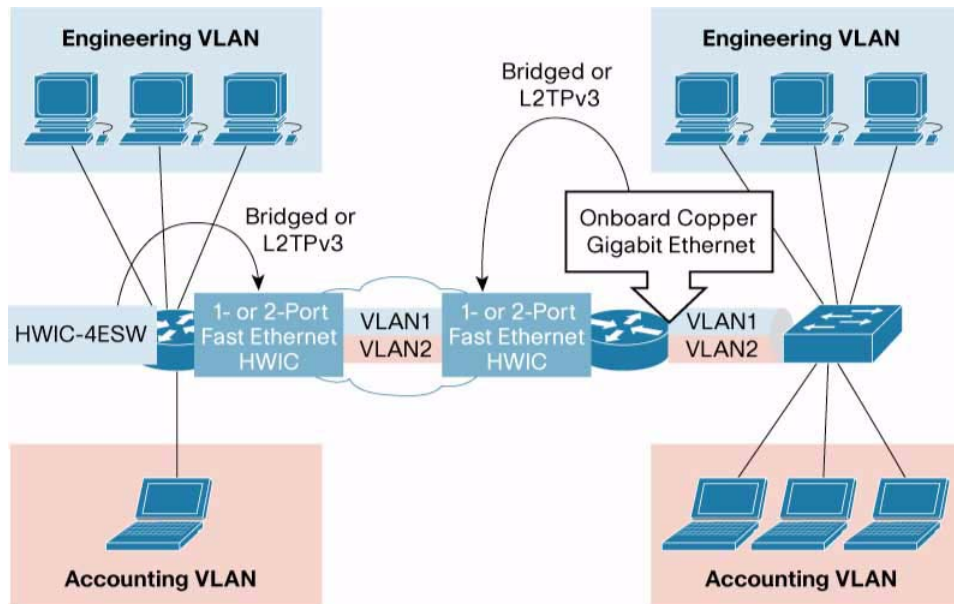 Engineering VLAN
Engineering VLAN
Bridged or
L2TPv3
Bridged or
L2TPv3
Onboard Copper
Gigabit Ethernet
HWIC-4ESW
1- or 2-Port
Fast Ethernet
HWIC
VLAN1
VLAN2
1- or 2-Port
Fast Ethernet
HWIC
VLAN1
VLAN2
Accounting VLAN
Accounting VLAN